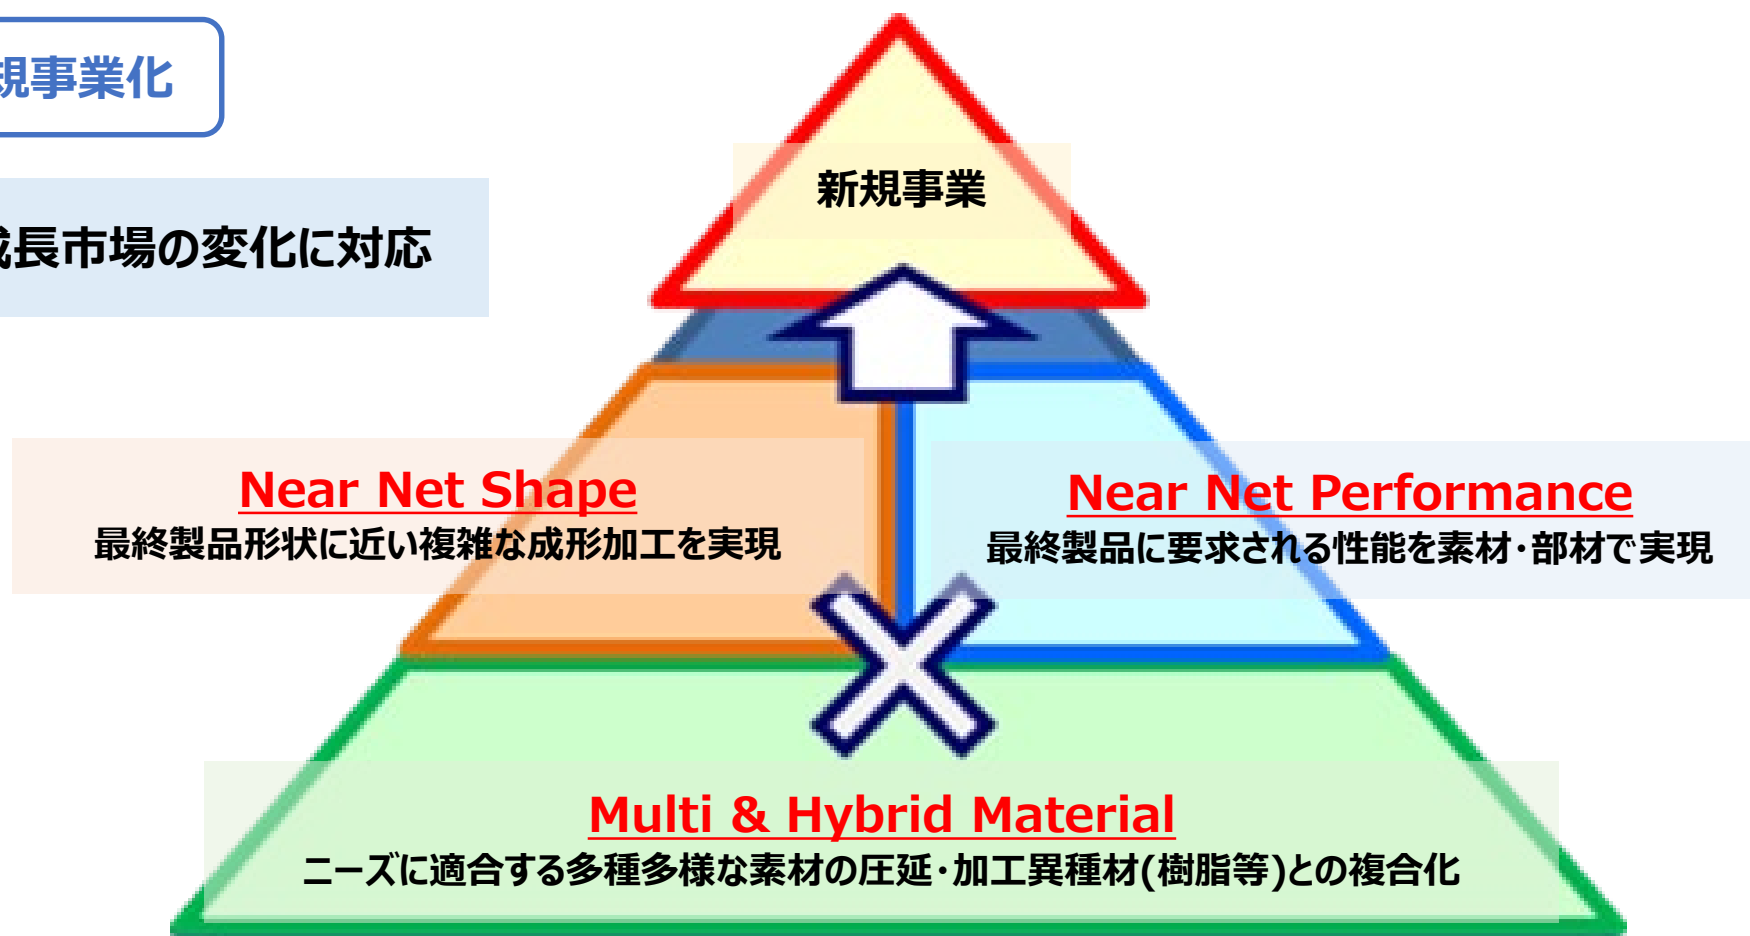 規事業化
成長市場の変化に対応
新規事業
Near Net Shape
最終製品形状に近い複雑な成形加工を実現
Near Net Performance
最終製品に要求される性能を素材・部材で実現
Multi & Hybrid Material
ニーズに適合する多種多様な素材の圧延・加工異種材(樹脂等)との複合化